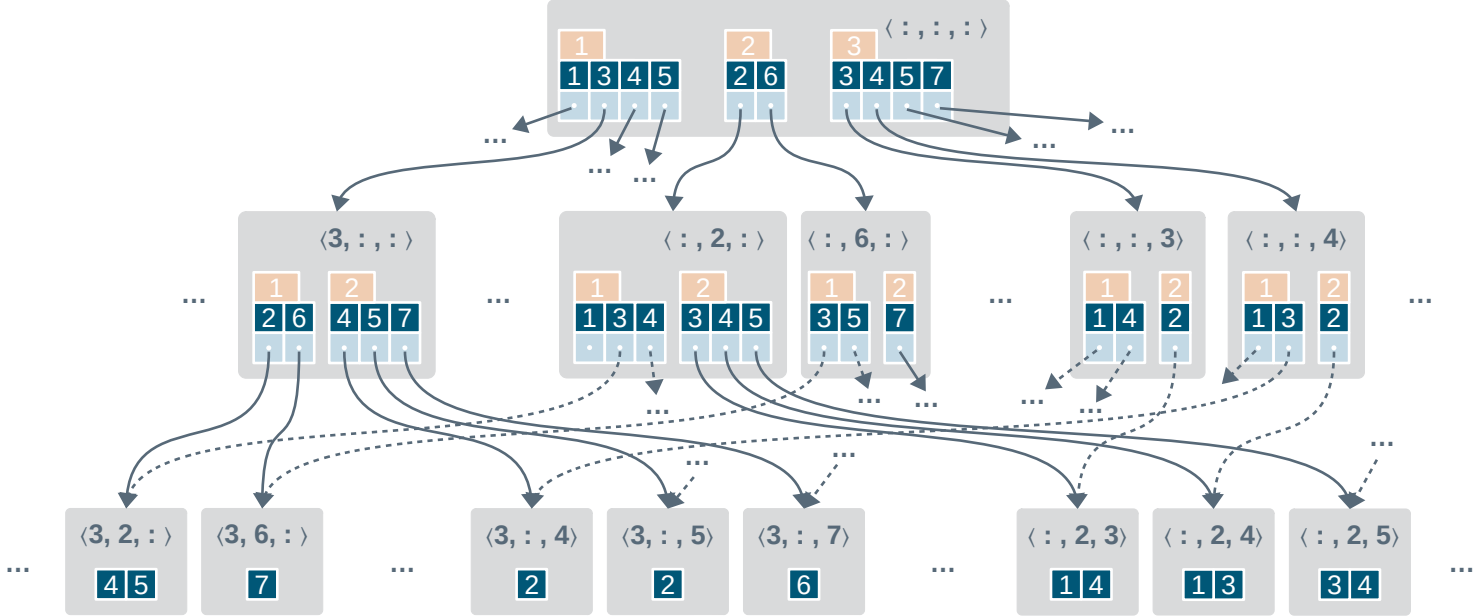 ⟨ : , : , : ⟩
1 2 3
1 3 4 5 2 6 3 4 5 7
... ... ... ... ...
⟨3, : , : ⟩ ⟨ : , 2, : ⟩ ⟨ : , 6, : ⟩ ⟨ : , : , 3⟩ ⟨ : , : , 4⟩
... 1 2 ... 1 2 1 2 ... 1 2 1 2 ...
2 6 4 5 7 1 3 4 3 4 5 3 5 7 1 4 2 1 3 2
... ... ... ... ...
... ... ...
⟨3, 2, : ⟩ ⟨3, 6, : ⟩ ⟨3, : , 4⟩ ⟨3, : , 5⟩ ⟨3, : , 7⟩ ⟨ : , 2, 3⟩ ⟨ : , 2, 4⟩ ⟨ : , 2, 5⟩
... 4 5 7 ... 2 2 6 ... 1 4 1 3 3 4 ...